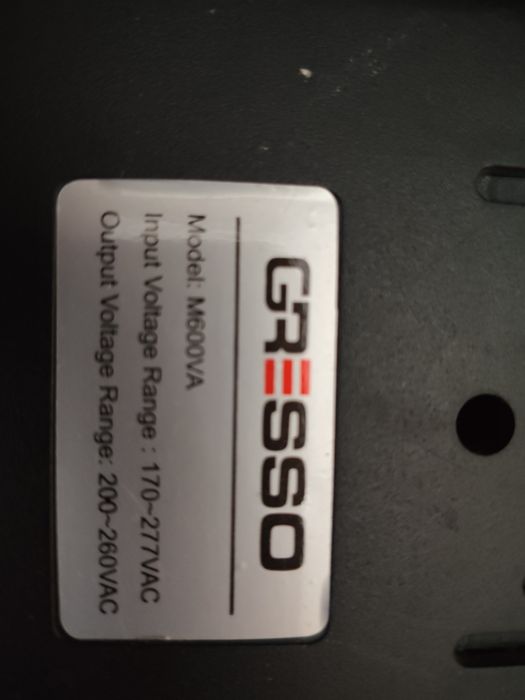 GRESSO
Model: M600VA
Input Voltage Range : 170~277VAC
Output Voltage Range: 200~260VAC